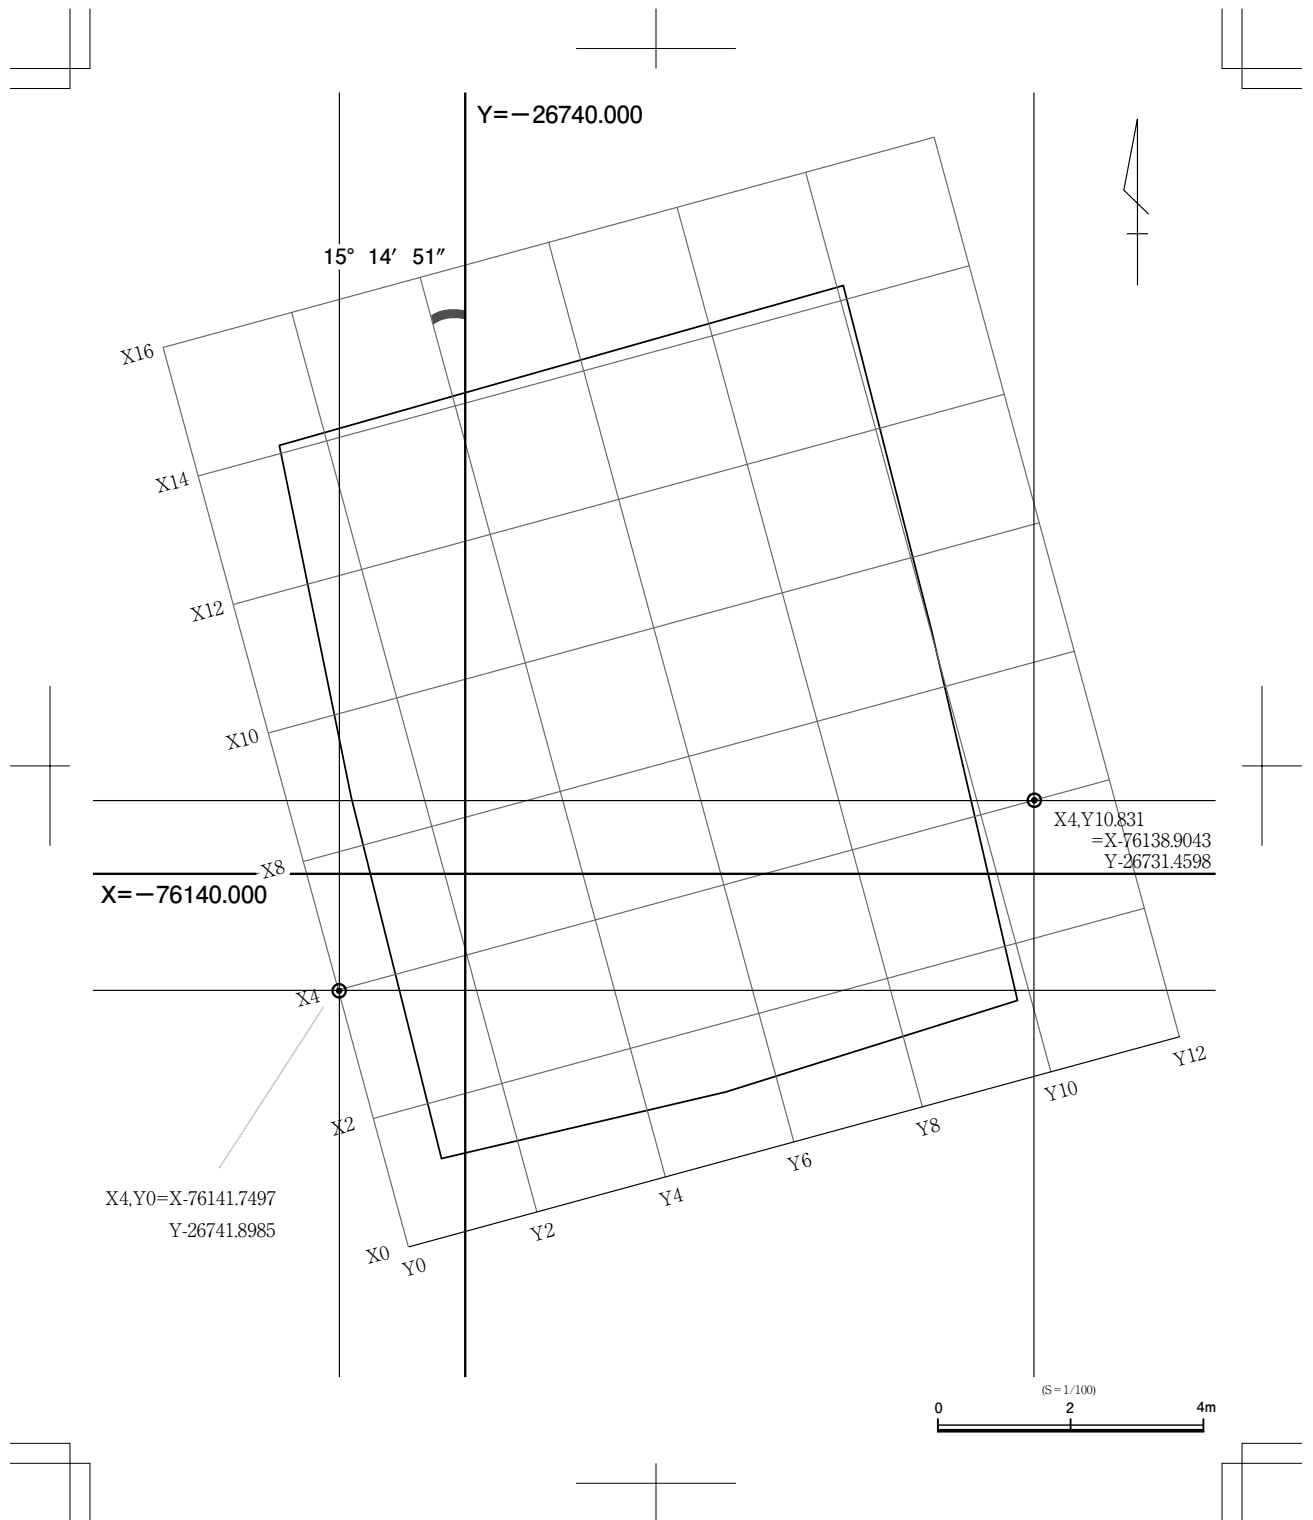 Y=−26740.000
15° 14′ 51″
X16
X14
X12
X10
X8
X4,Y10.831
=X-76138.9043
Y-26731.4598
X=−76140.000
X4
X2
Y12
Y10
Y8
Y6
Y4
Y2
X4,Y0=X-76141.7497
Y-26741.8985
X0
Y0
(S=1/100)
0 2 4m